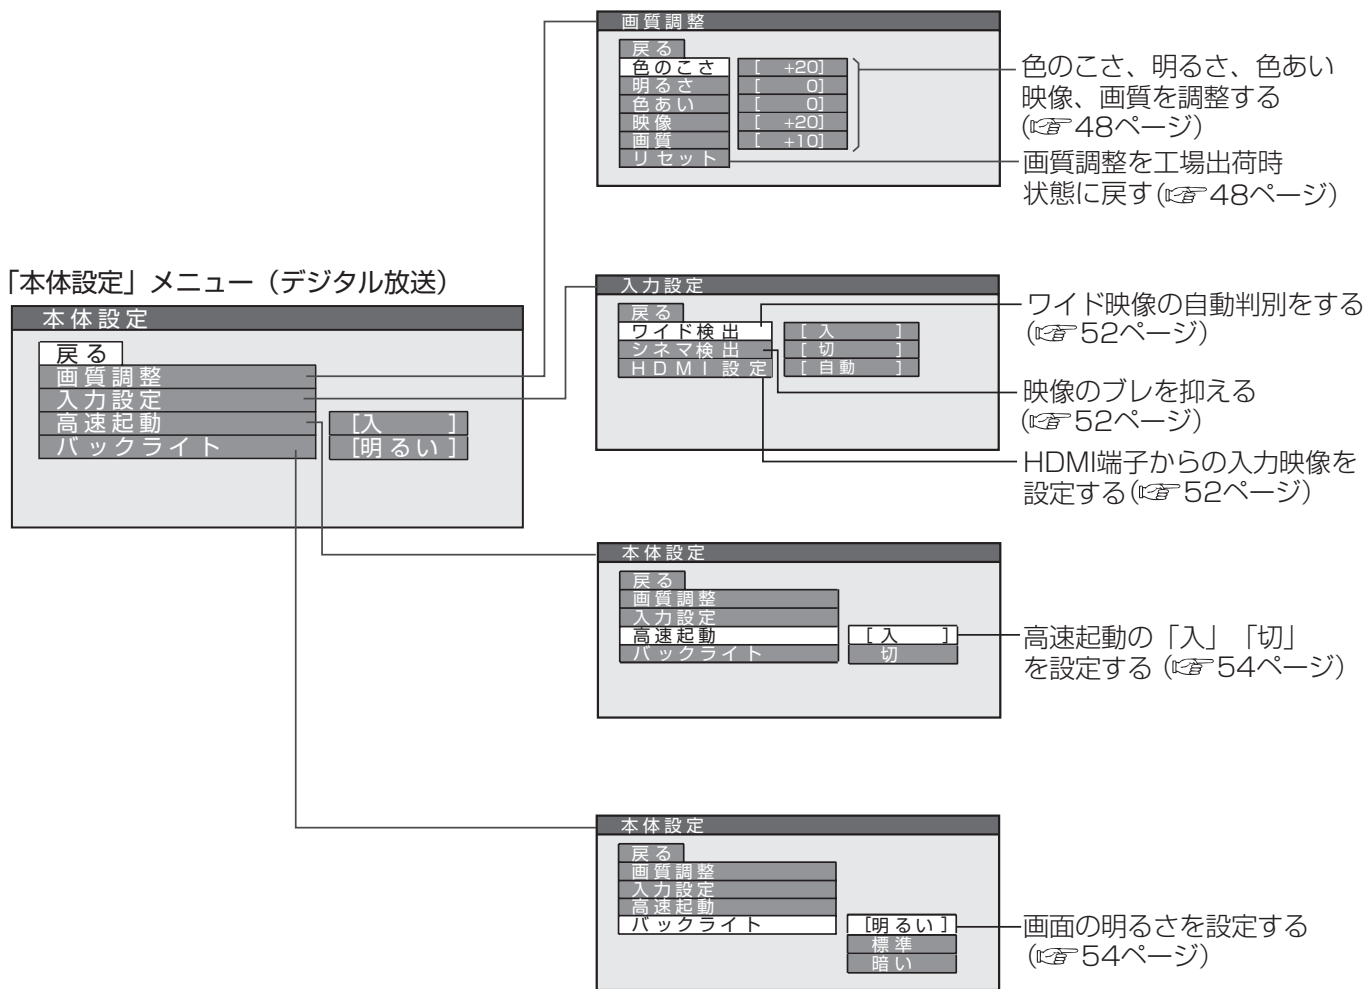 画質調整
戻る
色のこさ [ +20]
明るさ [ 0]
色あい [ 0]
映像 [ +20]
画質 [ +10]
リセット
色のこさ、明るさ、色あい
映像、画質を調整する
(☞48ページ)
画質調整を工場出荷時
状態に戻す(☞48ページ)
「本体設定」メニュー（デジタル放送）
本体設定
戻る
画質調整
入力設定
高速起動 [入 ]
バックライト [明るい]
入力設定
戻る
ワイド検出 [ 入 ]
シネマ検出 [ 切 ]
HDMI設定 [ 自動 ]
ワイド映像の自動判別をする
(☞52ページ)
映像のブレを抑える
(☞52ページ)
HDMI端子からの入力映像を
設定する(☞52ページ)
本体設定
戻る
画質調整
入力設定
高速起動 [ 入 ]
バックライト 切
高速起動の「入」「切」
を設定する(☞54ページ)
本体設定
戻る
画質調整
入力設定
高速起動
バックライト [明るい]
標準
暗い
画面の明るさを設定する
(☞54ページ)